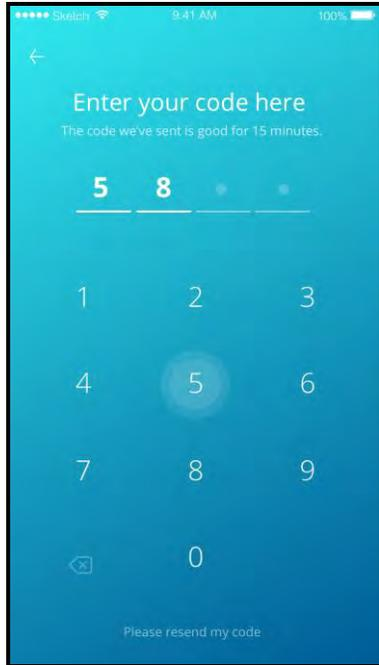 Sketch 9:41 AM 100%
Enter your code here
The code we've sent is good for 15 minutes.
5 8
1 2 3
4 5 6
7 8 9
0
Please resend my code